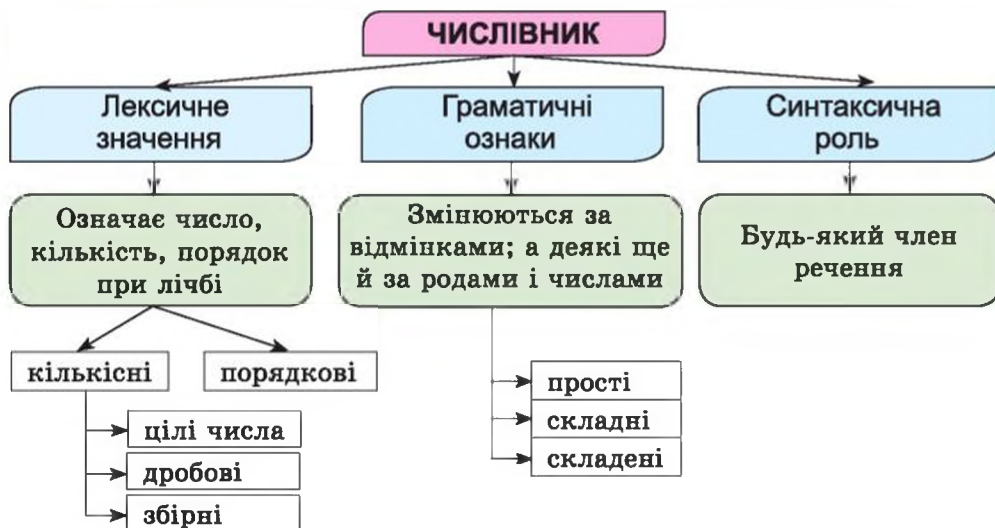 ЧИСЛІВНИК
Лексичне
значення
Граматичні
ознаки
Синтаксична
роль
Означає число,
кількість, порядок
при лічбі
Змінюються за
відмінками; а деякі ще
й за родами і числами
Будь-який член
речення
кількісні
порядкові
цілі числа
дробові
збірні
прості
складні
складені